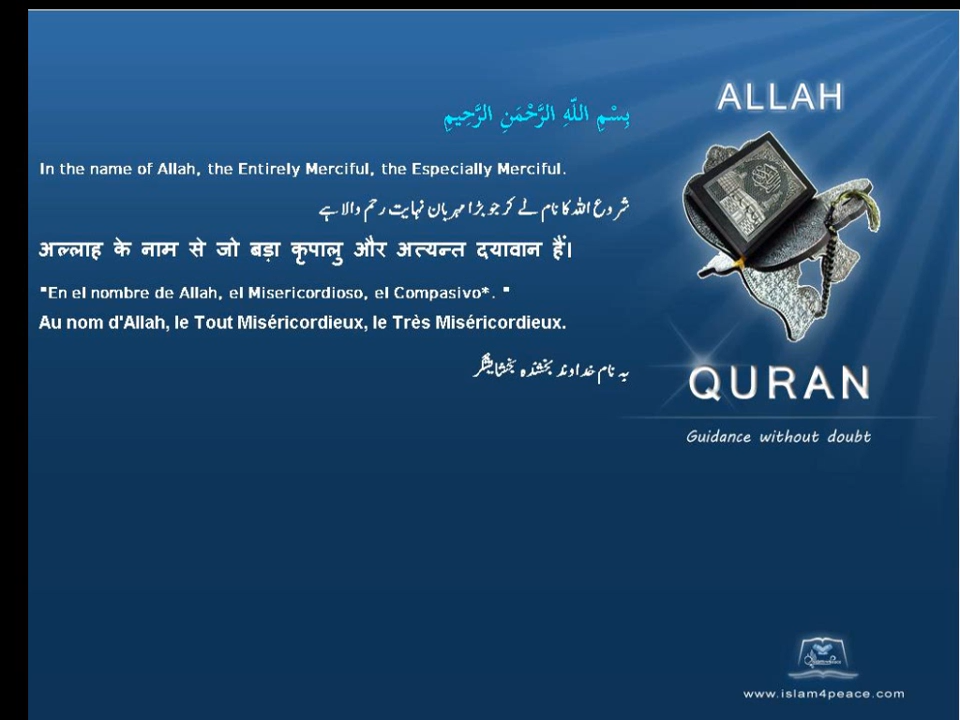 بِسْمِ اللّهِ الرَّحْمَنِ الرَّحِيمِ
In the name of Allah, the Entirely Merciful, the Especially Merciful.
شروع الله کا نام لے کر جو بڑا مہربان نہایت رحم والا ہے
अल्लाह के नाम से जो बड़ा कृपालु और अत्यन्त दयावान हैं।
"En el nombre de Allah, el Misericordioso, el Compasivo*. "
Au nom d'Allah, le Tout Miséricordieux, le Très Miséricordieux.
به نام خداوند بخشنده بخشایشگر
ALLAH
QURAN
Guidance without doubt
www.islam4peace.com